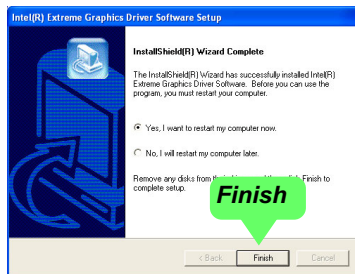 Intel(R) Extreme Graphics Driver Software Setup
InstallShield(R) Wizard Complete
The InstallShield(R) Wizard has successfully installed Intel(R)
Extreme Graphics Driver Software. Before you can use the
program, you must restart your computer.
Yes, I want to restart my computer now.
No, I will restart my computer later.
Remove any disks from Finish to
complete setup.
Finish
< Back Finish Cancel